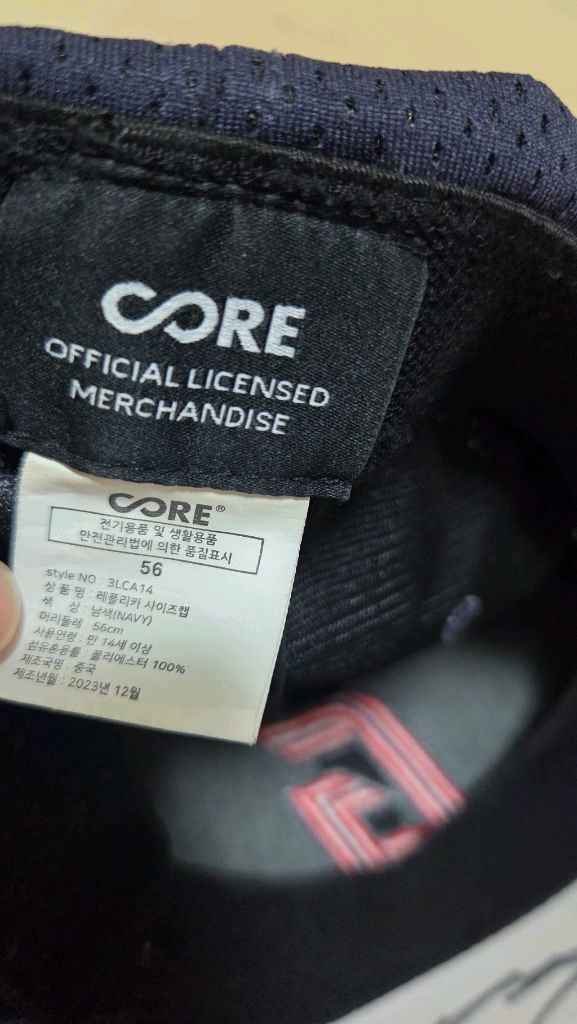 CORE
OFFICIAL LICENSED
MERCHANDISE
CORE®
전기용품 및 생활용품
안전관리법에 의한 품질표시
56
style NO : 3LCA14
상 품 명 : 레플리카 사이즈캡
색 상 : 남색(NAVY)
머리둘레 : 56cm
사용연령 : 만 14세 이상
섬유혼용률 : 폴리에스터 100%
제조국명 : 중국
제조년월 : 2023년 12월